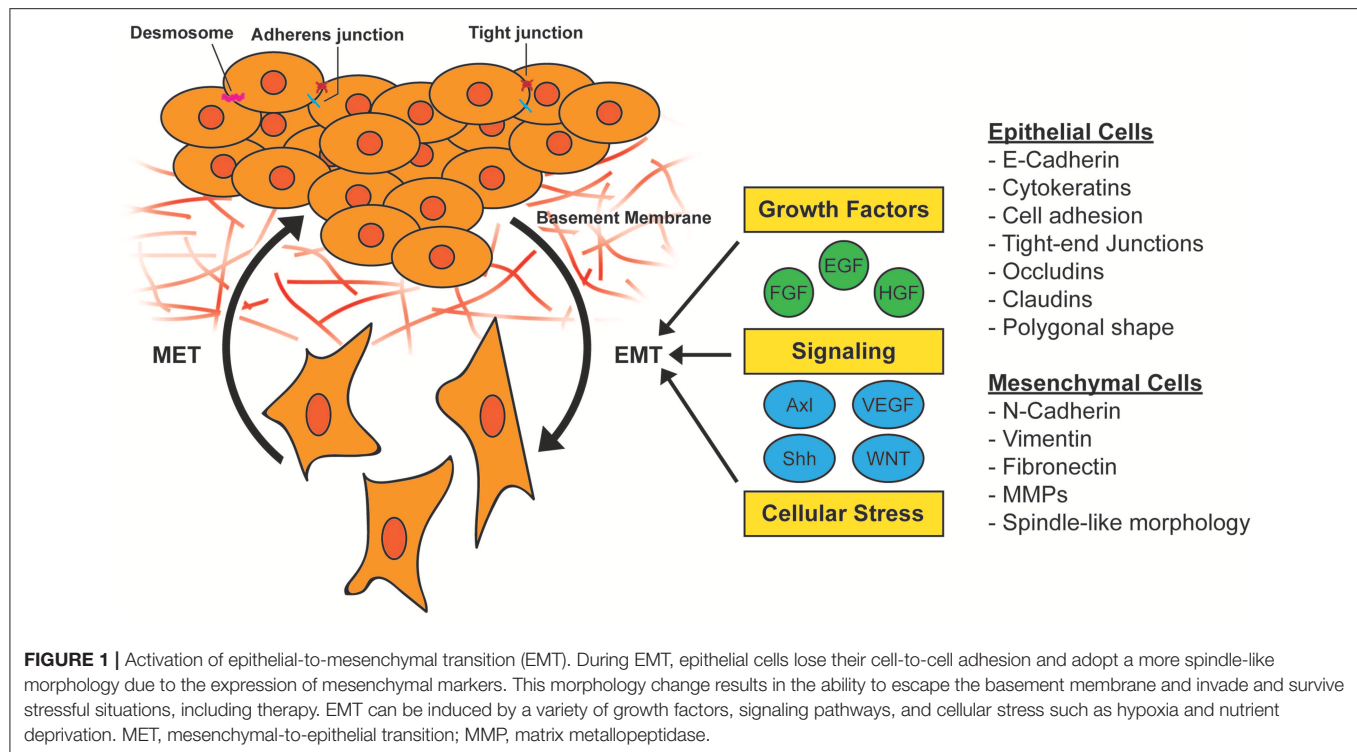 Desmosome
Adherens junction
Tight junction
Basement Membrane
MET
EMT
Growth Factors
FGF
EGF
HGF
Signaling
Axl
VEGF
Shh
WNT
Cellular Stress
Epithelial Cells
- E-Cadherin
- Cytokeratins
- Cell adhesion
- Tight-end Junctions
- Occludins
- Claudins
- Polygonal shape
Mesenchymal Cells
- N-Cadherin
- Vimentin
- Fibronectin
- MMPs
- Spindle-like morphology
FIGURE 1 | Activation of epithelial-to-mesenchymal transition (EMT). During EMT, epithelial cells lose their cell-to-cell adhesion and adopt a more spindle-like
morphology due to the expression of mesenchymal markers. This morphology change results in the ability to escape the basement membrane and invade and survive
stressful situations, including therapy. EMT can be induced by a variety of growth factors, signaling pathways, and cellular stress such as hypoxia and nutrient
deprivation. MET, mesenchymal-to-epithelial transition; MMP, matrix metallopeptidase.